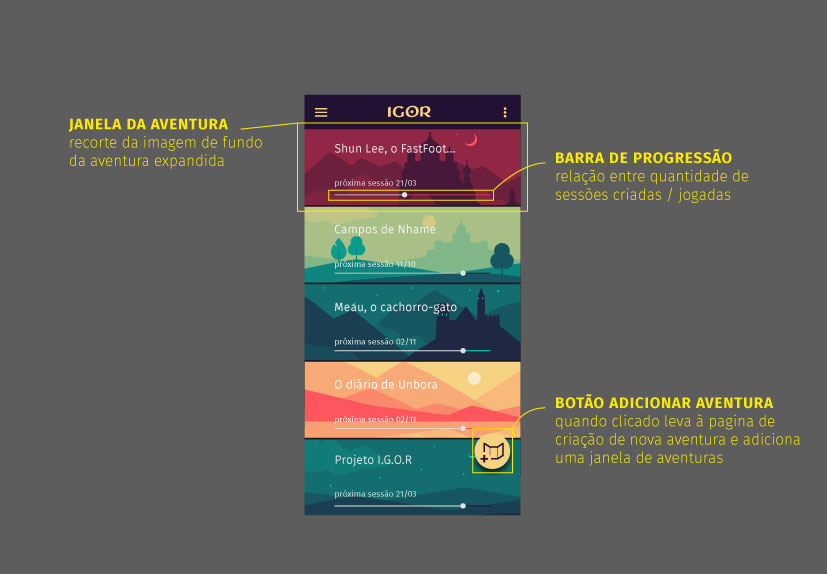 IGOR
JANELA DA AVENTURA
recorte da imagem de fundo
da aventura expandida
Shun Lee, o FastFoot...
próxima sessão 21/03
BARRA DE PROGRESSÃO
relação entre quantidade de
sessões criadas / jogadas
Campos de Nhame
próxima sessão 11/10
Meau, o cachorro-gato
próxima sessão 02/11
O diário de Unbora
próxima sessão 02/11
BOTÃO ADICIONAR AVENTURA
quando clicado leva à pagina de
criação de nova aventura e adiciona
uma janela de aventuras
Projeto I.G.O.R
próxima sessão 21/03